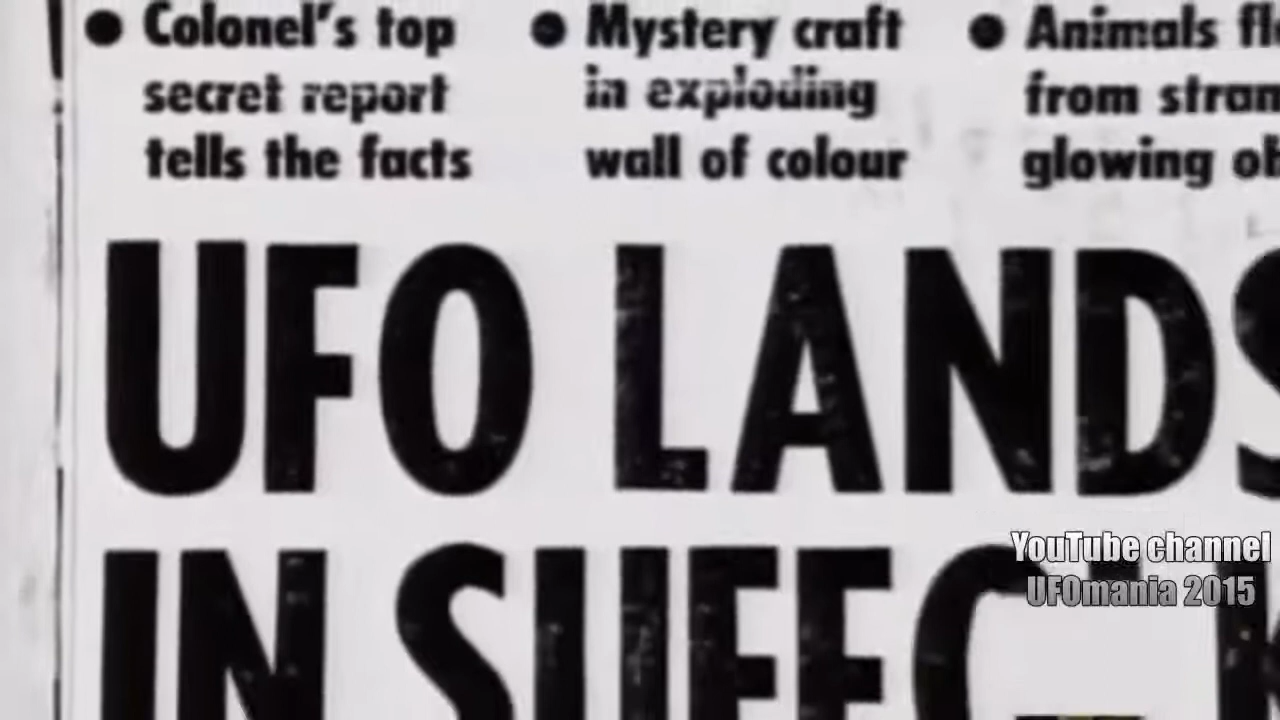 • Colonel's top
secret report
tells the facts
• Mystery craft
in exploding
wall of colour
• Animals fl
from stran
glowing ob
UFO LANDS
IN SUFFOLK
YouTube channel
UFOmania 2015